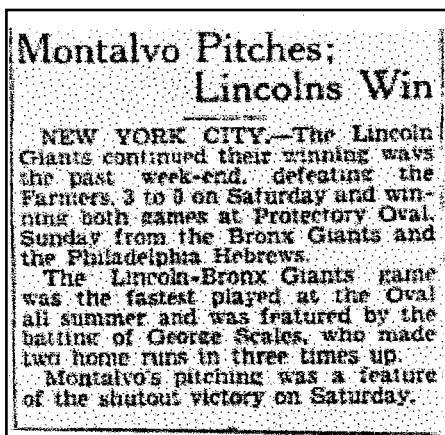 Montalvo Pitches;
Lincolns Win
NEW YORK CITY.—The Lincoln
Giants continued their winning ways
the past week-end, defeating the
Farmers, 3 to 0 on Saturday and win-
ning both games at Protectory Oval,
Sunday from the Bronx Giants and
the Philadelphia Hebrews.
The Lincoln-Bronx Giants game
was the fastest played at the Oval
all summer and was featured by the
batting of George Scales, who made
two home runs in three times up.
Montalvo's pitching was a feature
of the shutout victory on Saturday.